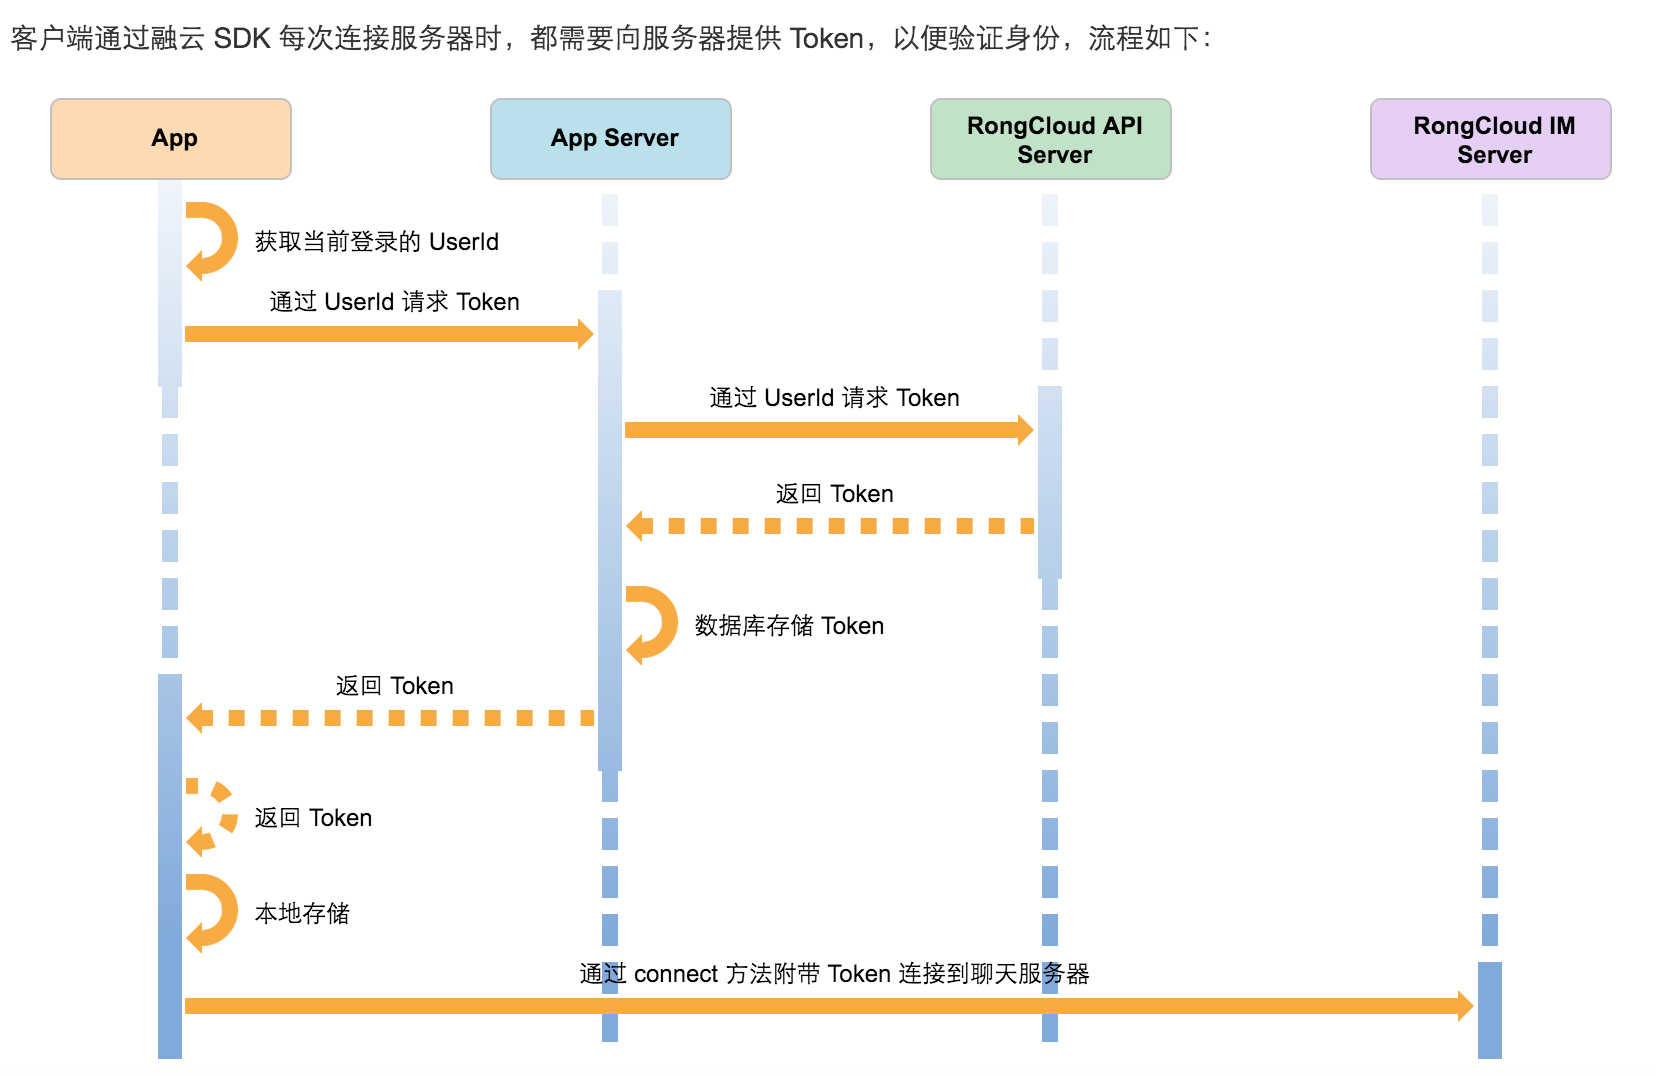 客户端通过融云 SDK 每次连接服务器时，都需要向服务器提供 Token，以便验证身份，流程如下：
App
App Server
RongCloud API
Server
RongCloud IM
Server
获取当前登录的 UserId
通过 UserId 请求 Token
通过 UserId 请求 Token
返回 Token
数据库存储 Token
返回 Token
返回 Token
本地存储
通过 connect 方法附带 Token 连接到聊天服务器